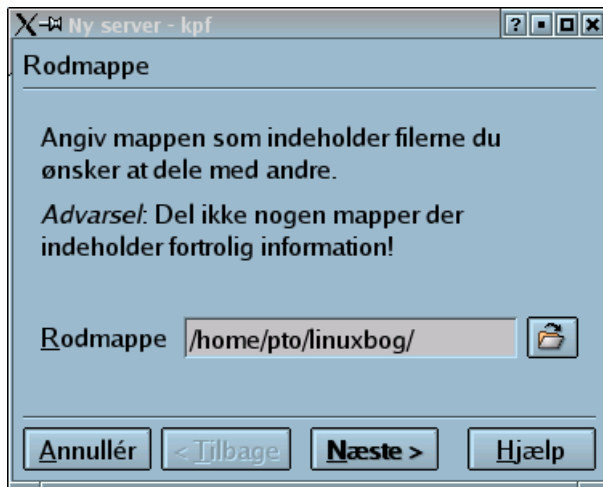 Ny server - kpf
Rodmappe
Angiv mappen som indeholder filerne du
ønsker at dele med andre.
Advarsel: Del ikke nogen mapper der
indeholder fortrolig information!
Rodmappe /home/pto/linuxbog/
Annullér < Tilbage Næste > Hjælp